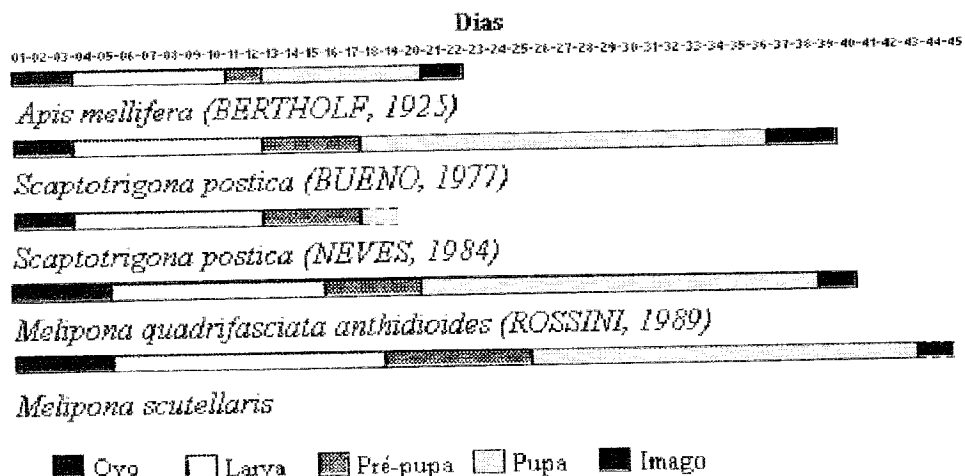 Dias
01-02-03-04-05-06-07-08-09-10-11-12-13-14-15-16-17-18-19-20-21-22-23-24-25-26-27-28-29-30-31-32-33-34-35-36-37-38-39-40-41-42-43-44-45
Apis mellifera (BERTHOLF, 1925)
Scaptotrigona postica (BUENO, 1977)
Scaptotrigona postica (NEVES, 1984)
Melipona quadrifasciata anthidioides (ROSSINI, 1989)
Melipona scutellaris
Ovo Larva Pré-pupa Pupa Imago